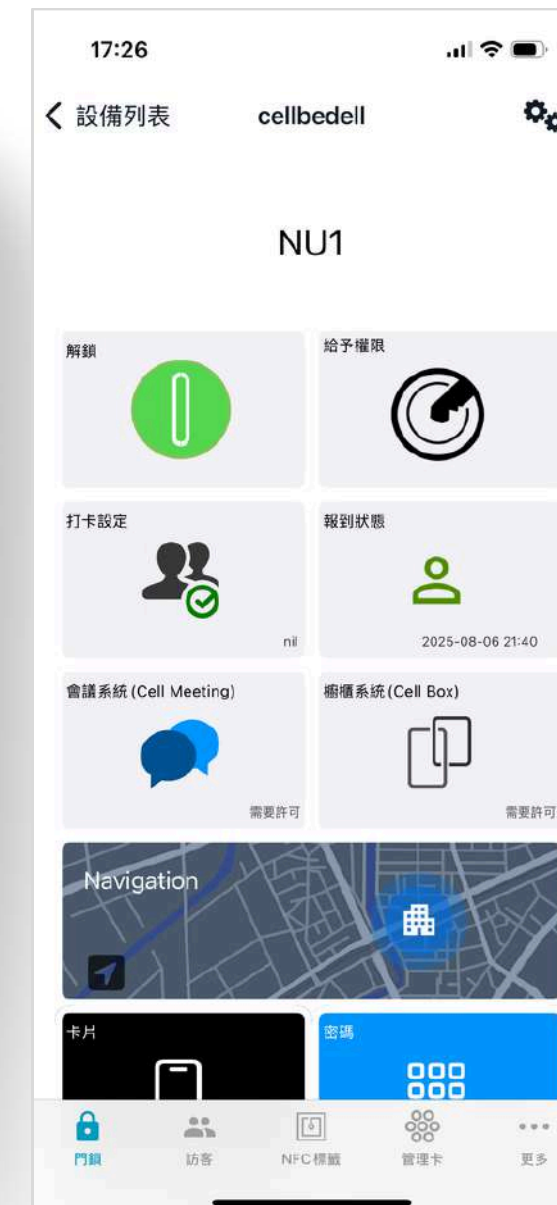 17:26
設備列表
cellbedell
NU1
解鎖
給予權限
打卡設定
報到狀態
nil
2025-08-06 21:40
會議系統 (Cell Meeting)
櫥櫃系統(Cell Box)
需要許可
需要許可
Navigation
卡片
密碼
門鎖
訪客
NFC標籤
管理卡
更多